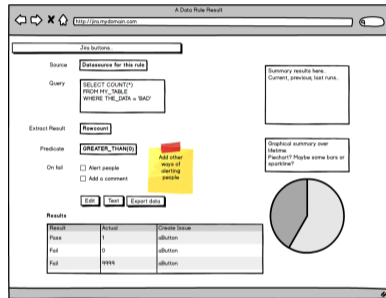 A Data Rule Result
http://jira.mydomain.com
Jira buttons..
Source
Datasource for this rule
Query
SELECT COUNT(*)
FROM MY_TABLE
WHERE THE_DATA = 'BAD'
Extract Result
Rowcount
Predicate
GREATER_THAN(0)
On fail
Alert people
Add a comment
Add other
ways of
alerting
people
Edit
Test
Export data
Summary results here..
Current, previous, last runs..
Graphical summary over
lifetime.
Piechart? Maybe some bars or
sparkline?
Results
Result Actual Create Issue
Pass 1 aButton
Fail 0 aButton
Fail 9999 aButton